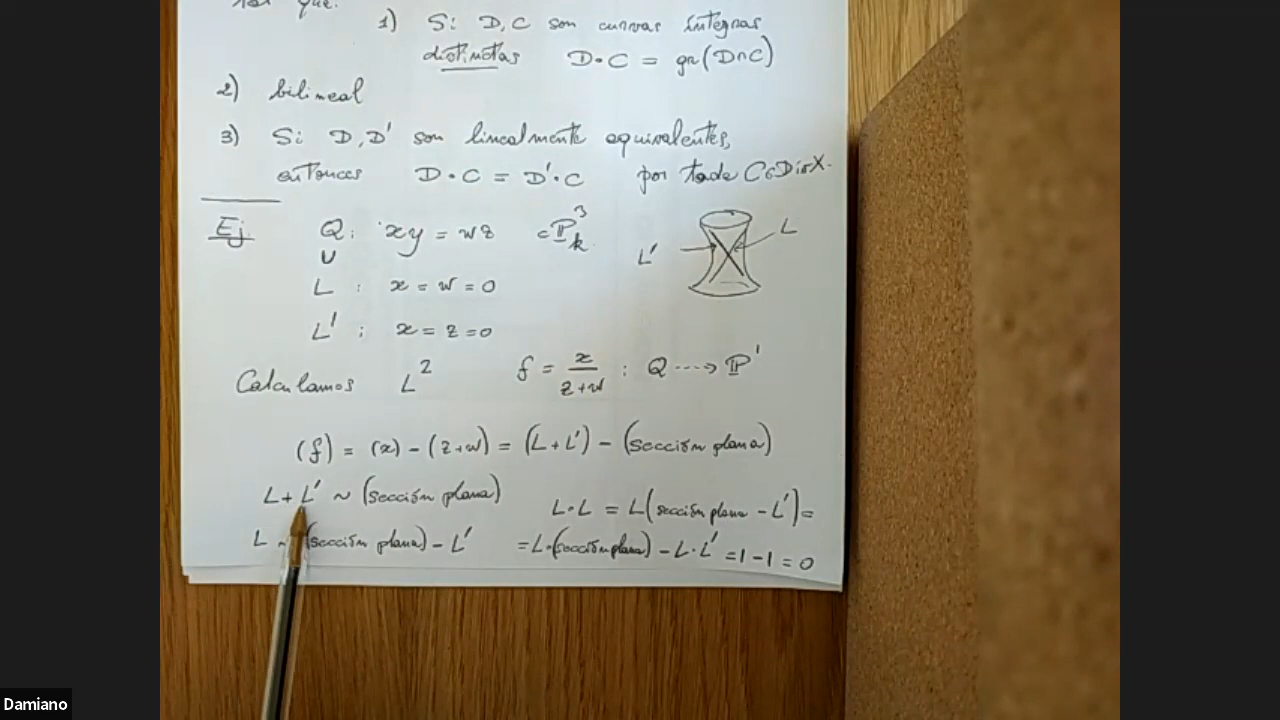 que:
1) Si D, C son curvas íntegras
distintas D·C = gr(D∩C)
2) bilineal
3) Si D, D' son linealmente equivalentes,
entonces D·C = D'·C por toda C∈Div X.
Ej Q: xy = wz ⊂ ℙ³ₖ
∪
L : x = w = 0
L' : x = z = 0
L' L
Calculamos L² f = x/(z+w) : Q ⇢ ℙ¹
(f) = (x) - (z+w) = (L+L') - (sección plana)
L+L' ~ (sección plana)
L·L = L(sección plana - L') =
L ~ (sección plana) - L'
= L·(sección plana) - L·L' = 1-1 = 0
Damiano